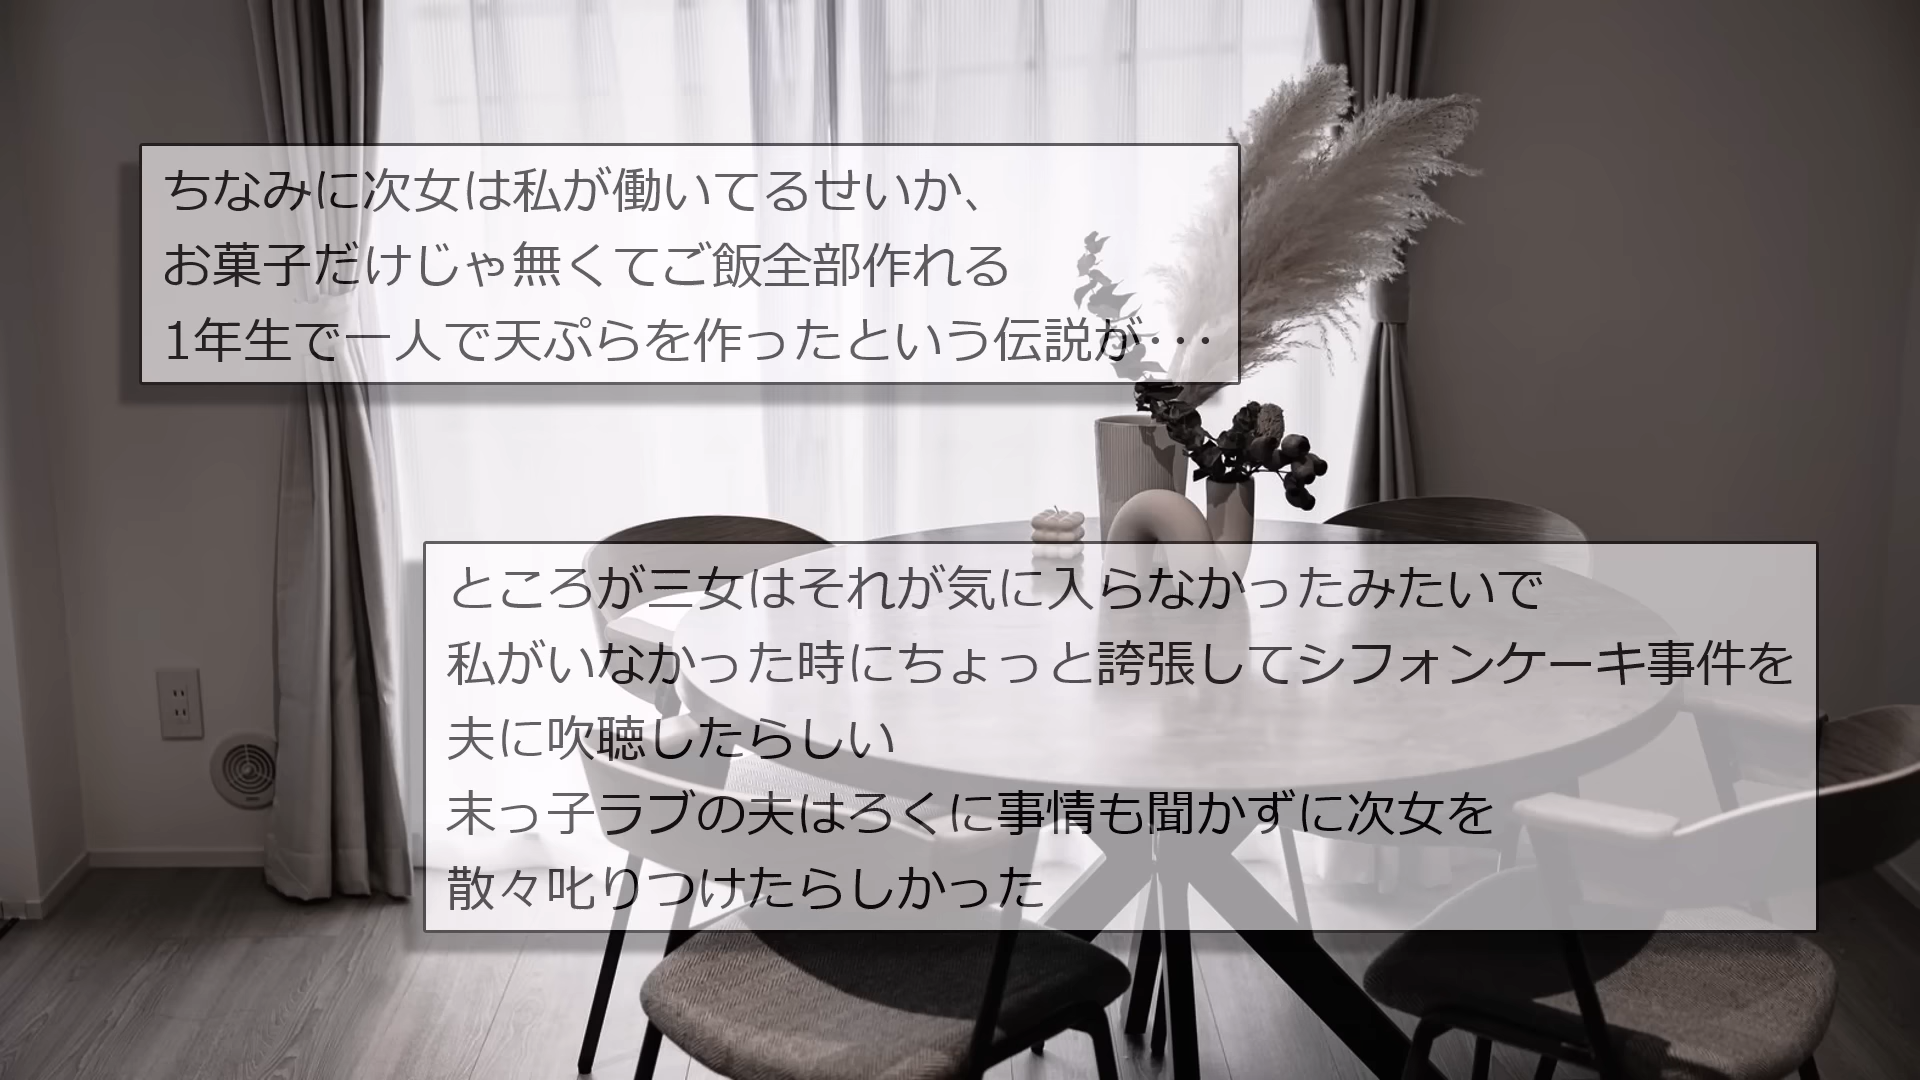 ちなみに次女は私が働いてるせいか、
お菓子だけじゃ無くてご飯全部作れる
1年生で一人で天ぷらを作ったという伝説が･･･
ところが三女はそれが気に入らなかったみたいで
私がいなかった時にちょっと誇張してシフォンケーキ事件を
夫に吹聴したらしい
末っ子ラブの夫はろくに事情も聞かずに次女を
散々叱りつけたらしかった